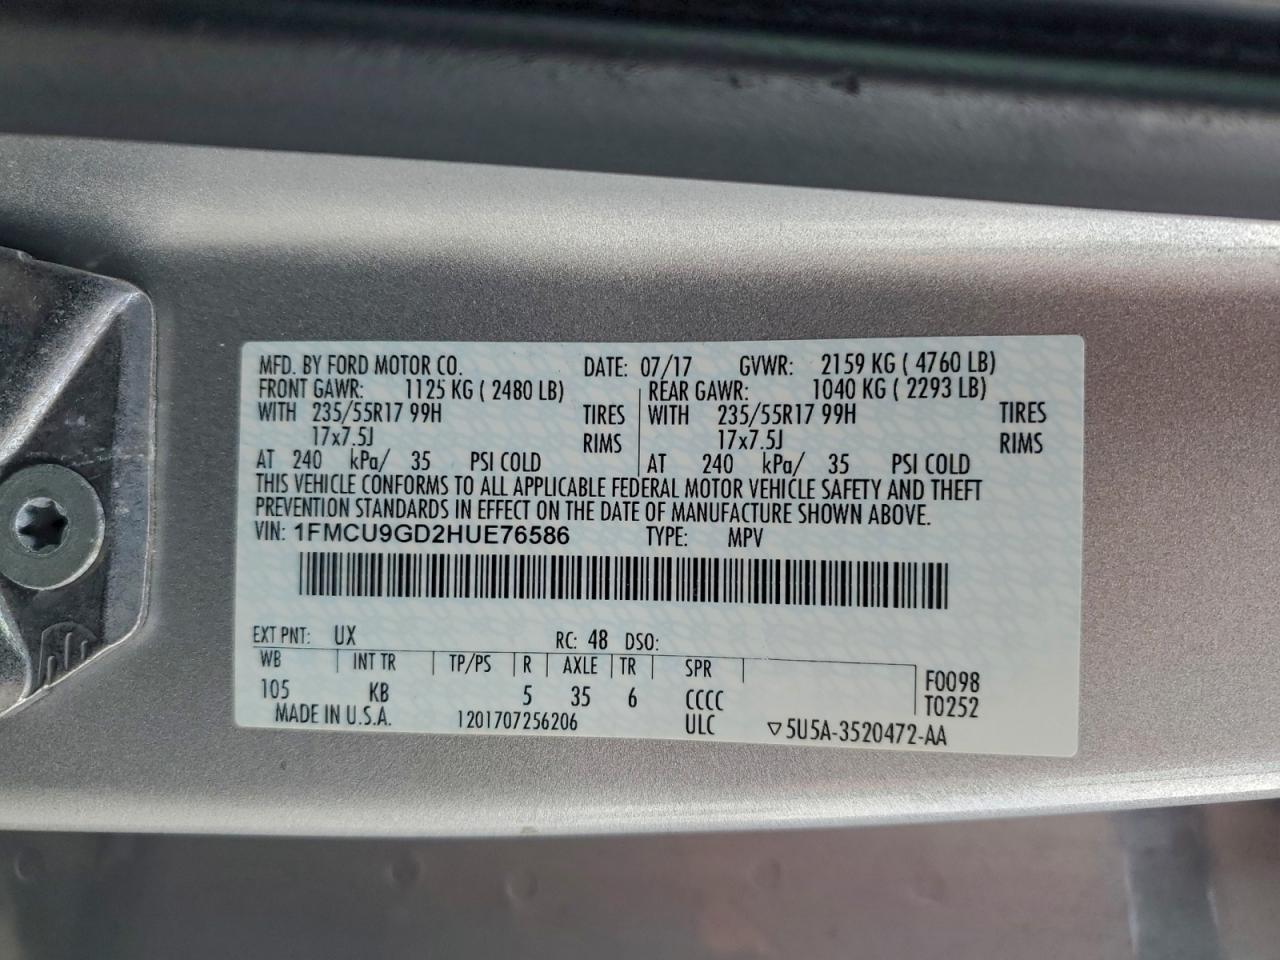 MFD. BY FORD MOTOR CO. DATE: 07/17 GVWR: 2159 KG ( 4760 LB)
FRONT GAWR: 1125 KG ( 2480 LB) REAR GAWR: 1040 KG ( 2293 LB)
WITH 235/55R17 99H TIRES WITH 235/55R17 99H TIRES
17x7.5J RIMS 17x7.5J RIMS
AT 240 kPa/ 35 PSI COLD AT 240 kPa/ 35 PSI COLD
THIS VEHICLE CONFORMS TO ALL APPLICABLE FEDERAL MOTOR VEHICLE SAFETY AND THEFT
PREVENTION STANDARDS IN EFFECT ON THE DATE OF MANUFACTURE SHOWN ABOVE.
VIN: 1FMCU9GD2HUE76586 TYPE: MPV
EXT PNT: UX RC: 48 DSO:
WB INT TR TP/PS R AXLE TR SPR
105 KB 5 35 6 CCCC F0098
T0252
MADE IN U.S.A. 1201707256206 ULC ▽5U5A-3520472-AA